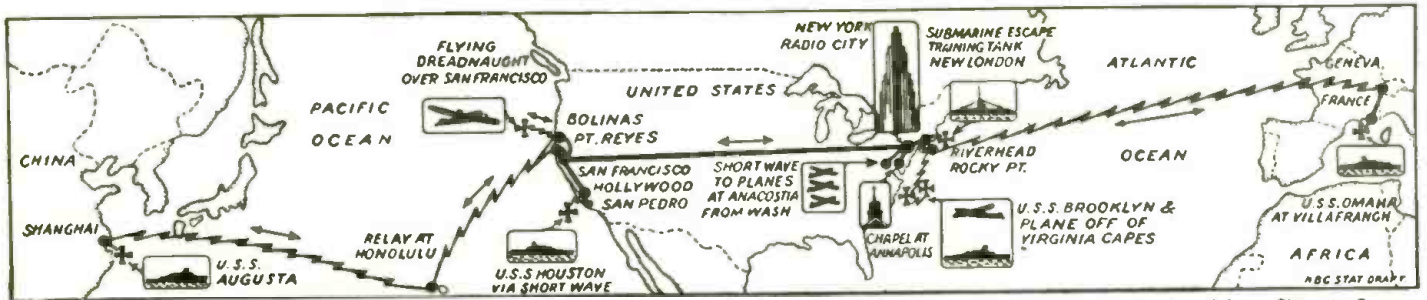 FLYING
DREADNAUGHT
OVER SAN FRANCISCO
NEW YORK
RADIO CITY
SUBMARINE ESCAPE
TRAINING TANK
NEW LONDON
ATLANTIC
GENEVA
FRANCE
PACIFIC
OCEAN
UNITED STATES
BOLINAS
PT. REYES
CHINA
SAN FRANCISCO
HOLLYWOOD
SAN PEDRO
SHORT WAVE
TO PLANES
AT ANACOSTIA
FROM WASH
RIVERHEAD
ROCKY PT.
OCEAN
SHANGHAI
RELAY AT
HONOLULU
U.S.S.
AUGUSTA
U.S.S HOUSTON
VIA SHORT WAVE
CHAPEL AT
ANNAPOLIS
U.S.S. BROOKLYN &
PLANE OFF OF
VIRGINIA CAPES
U.S.S. OMAHA
AT VILLAFRANCH
AFRICA
NBC STAT DRAFT